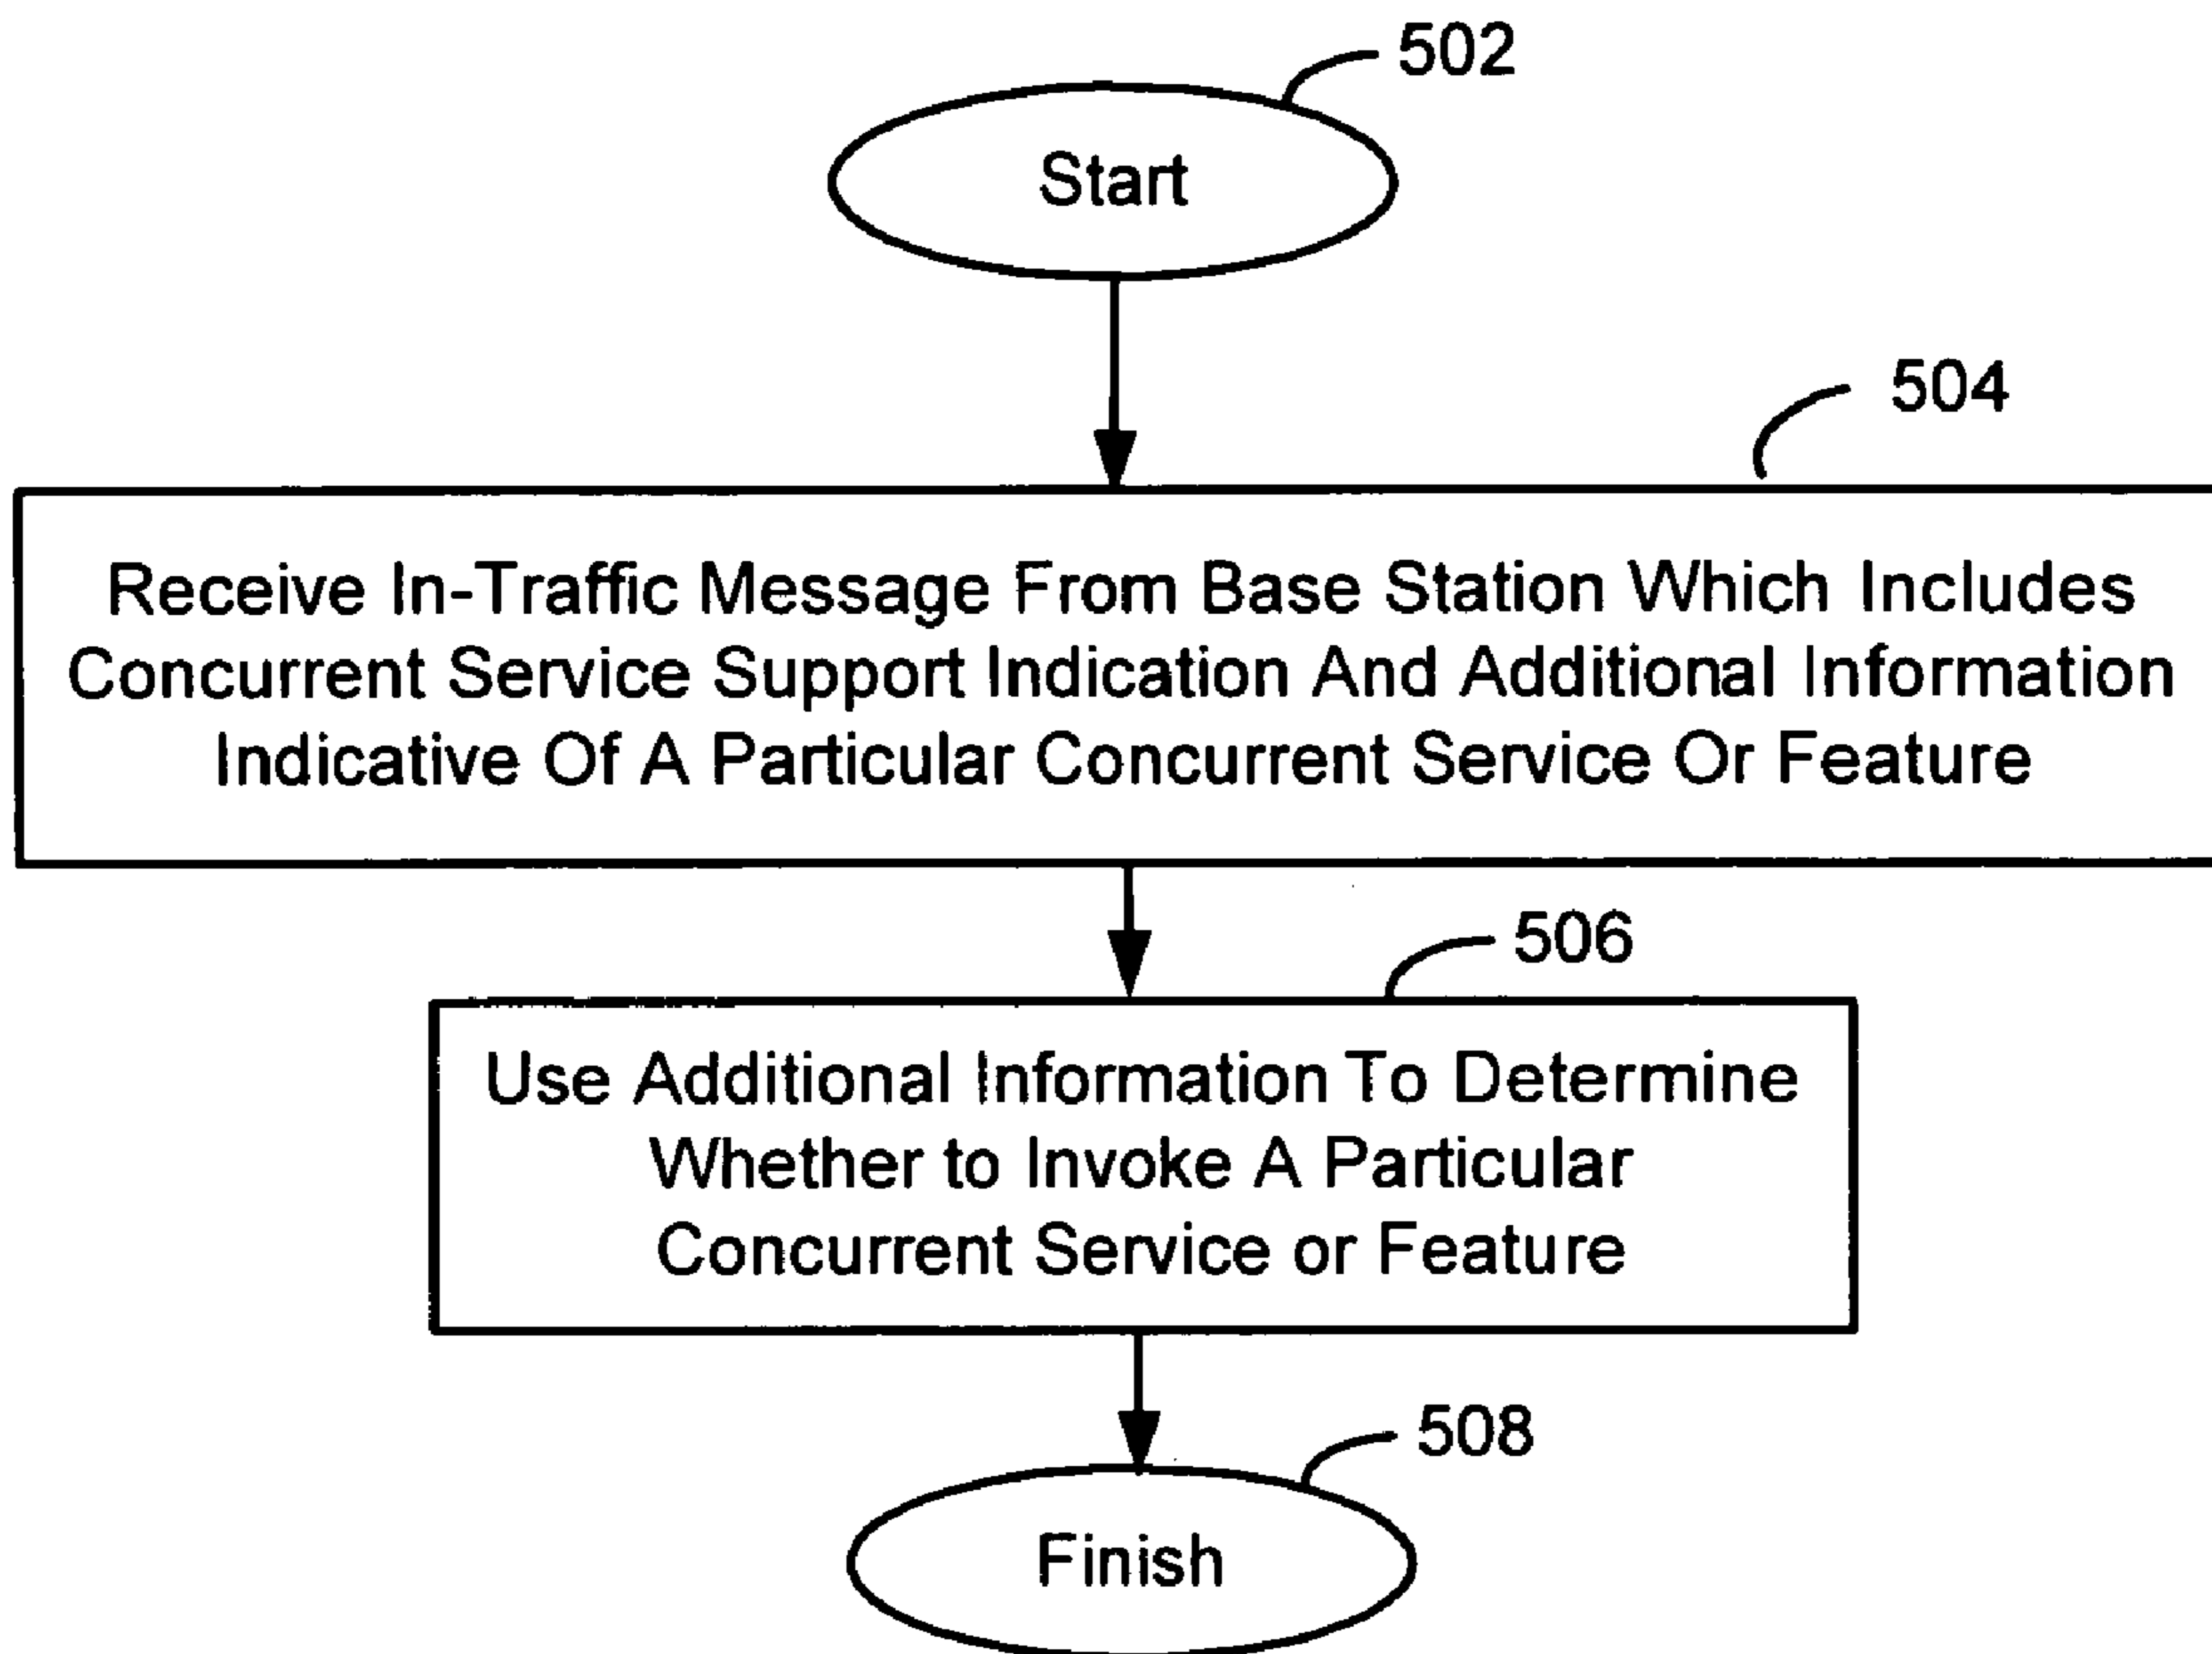 502
Start
504
Receive In-Traffic Message From Base Station Which Includes
Concurrent Service Support Indication And Additional Information
Indicative Of A Particular Concurrent Service Or Feature
506
Use Additional Information To Determine
Whether to Invoke A Particular
Concurrent Service or Feature
508
Finish